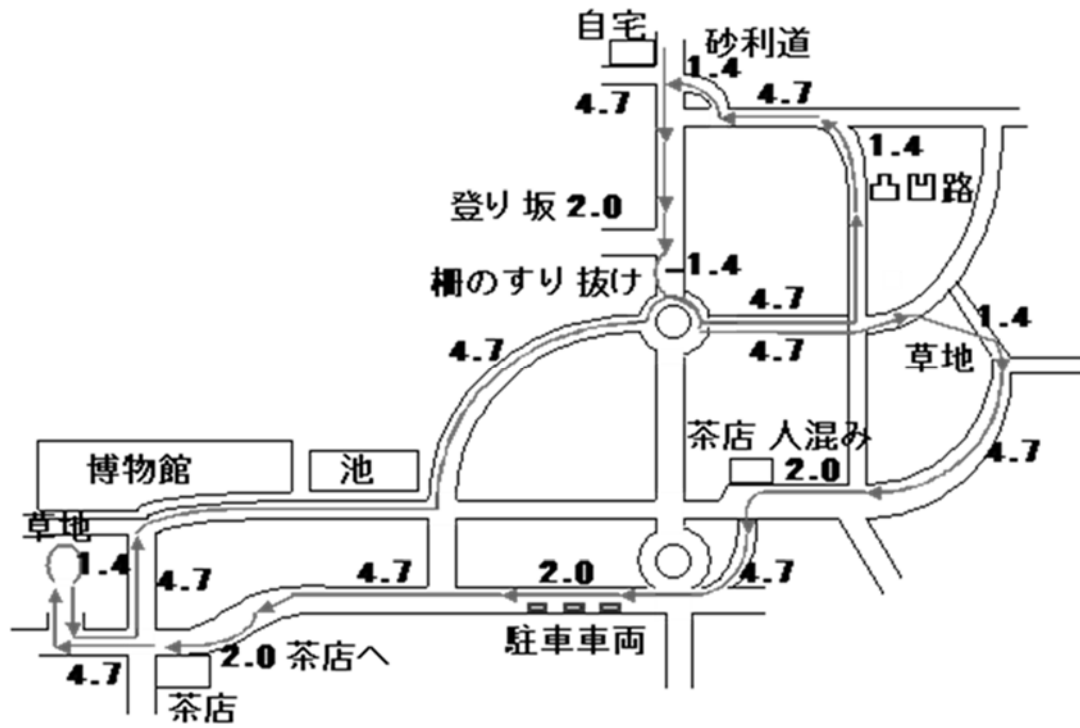 自宅
砂利道
1.4
4.7
4.7
1.4
凸凹路
登り坂 2.0
1.4
柵のすり抜け
4.7
1.4
4.7
4.7
草地
茶店 人混み
2.0
4.7
博物館
池
草地
1.4
4.7
4.7
2.0
4.7
駐車車両
2.0 茶店へ
4.7
茶店